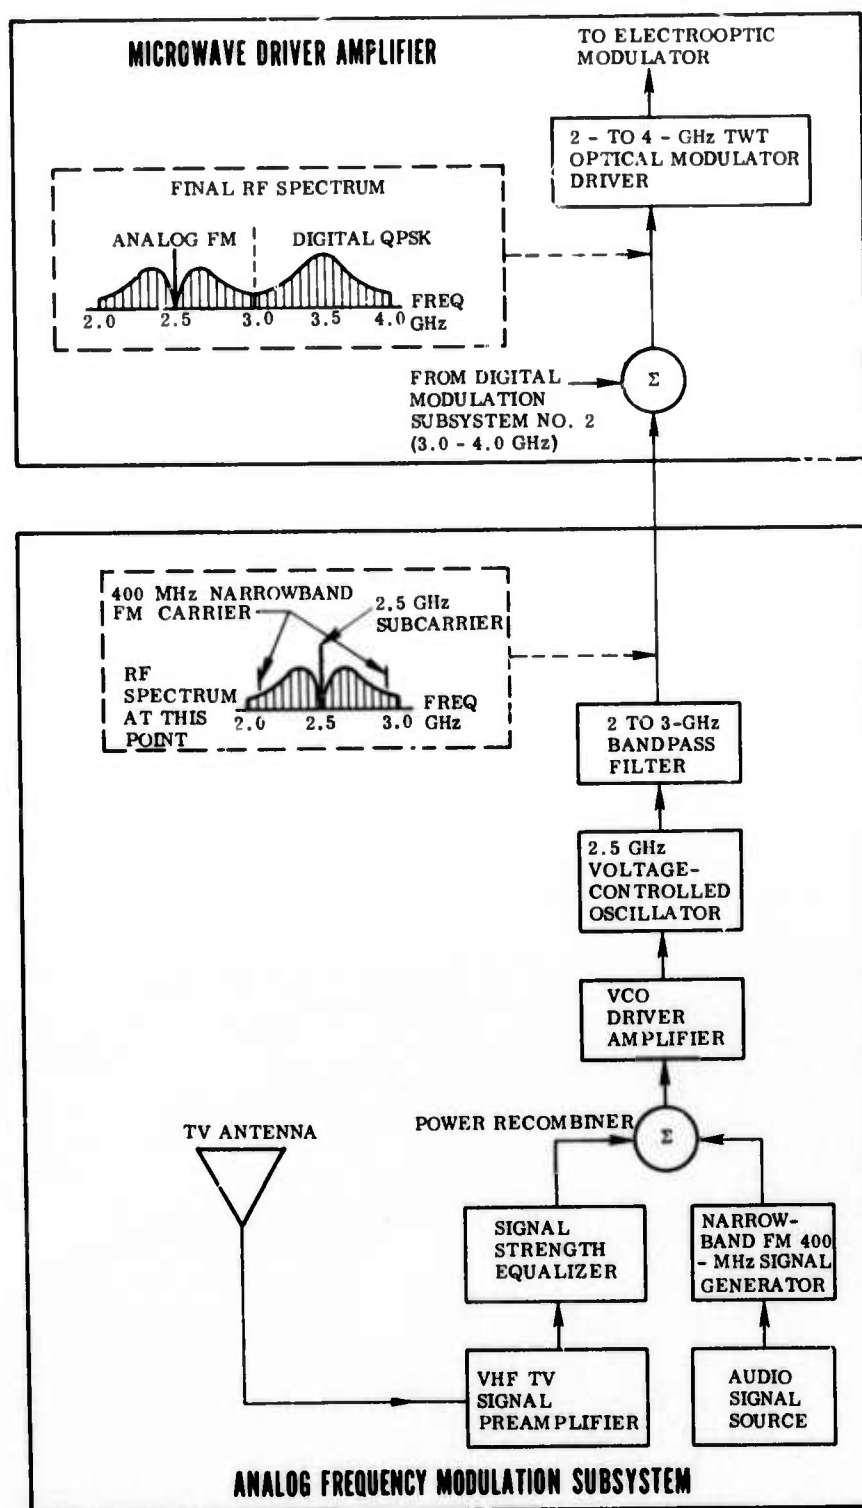 MICROWAVE DRIVER AMPLIFIER
TO ELECTROOPTIC
MODULATOR
2 - TO 4 - GHz TWT
OPTICAL MODULATOR
DRIVER
FINAL RF SPECTRUM
ANALOG FM
DIGITAL QPSK
FREQ
GHz
2.0 2.5 3.0 3.5 4.0
Σ
FROM DIGITAL
MODULATION
SUBSYSTEM NO. 2
(3.0 - 4.0 GHz)
400 MHz NARROWBAND
FM CARRIER
2.5 GHz
SUBCARRIER
RF
SPECTRUM
AT THIS
POINT
FREQ
GHz
2.0 2.5 3.0
2 TO 3-GHz
BANDPASS
FILTER
2.5 GHz
VOLTAGE-
CONTROLLED
OSCILLATOR
VCO
DRIVER
AMPLIFIER
POWER RECOMBINER
Σ
TV ANTENNA
SIGNAL
STRENGTH
EQUALIZER
NARROW-
BAND FM 400
- MHz SIGNAL
GENERATOR
VHF TV
SIGNAL
PREAMPLIFIER
AUDIO
SIGNAL
SOURCE
ANALOG FREQUENCY MODULATION SUBSYSTEM